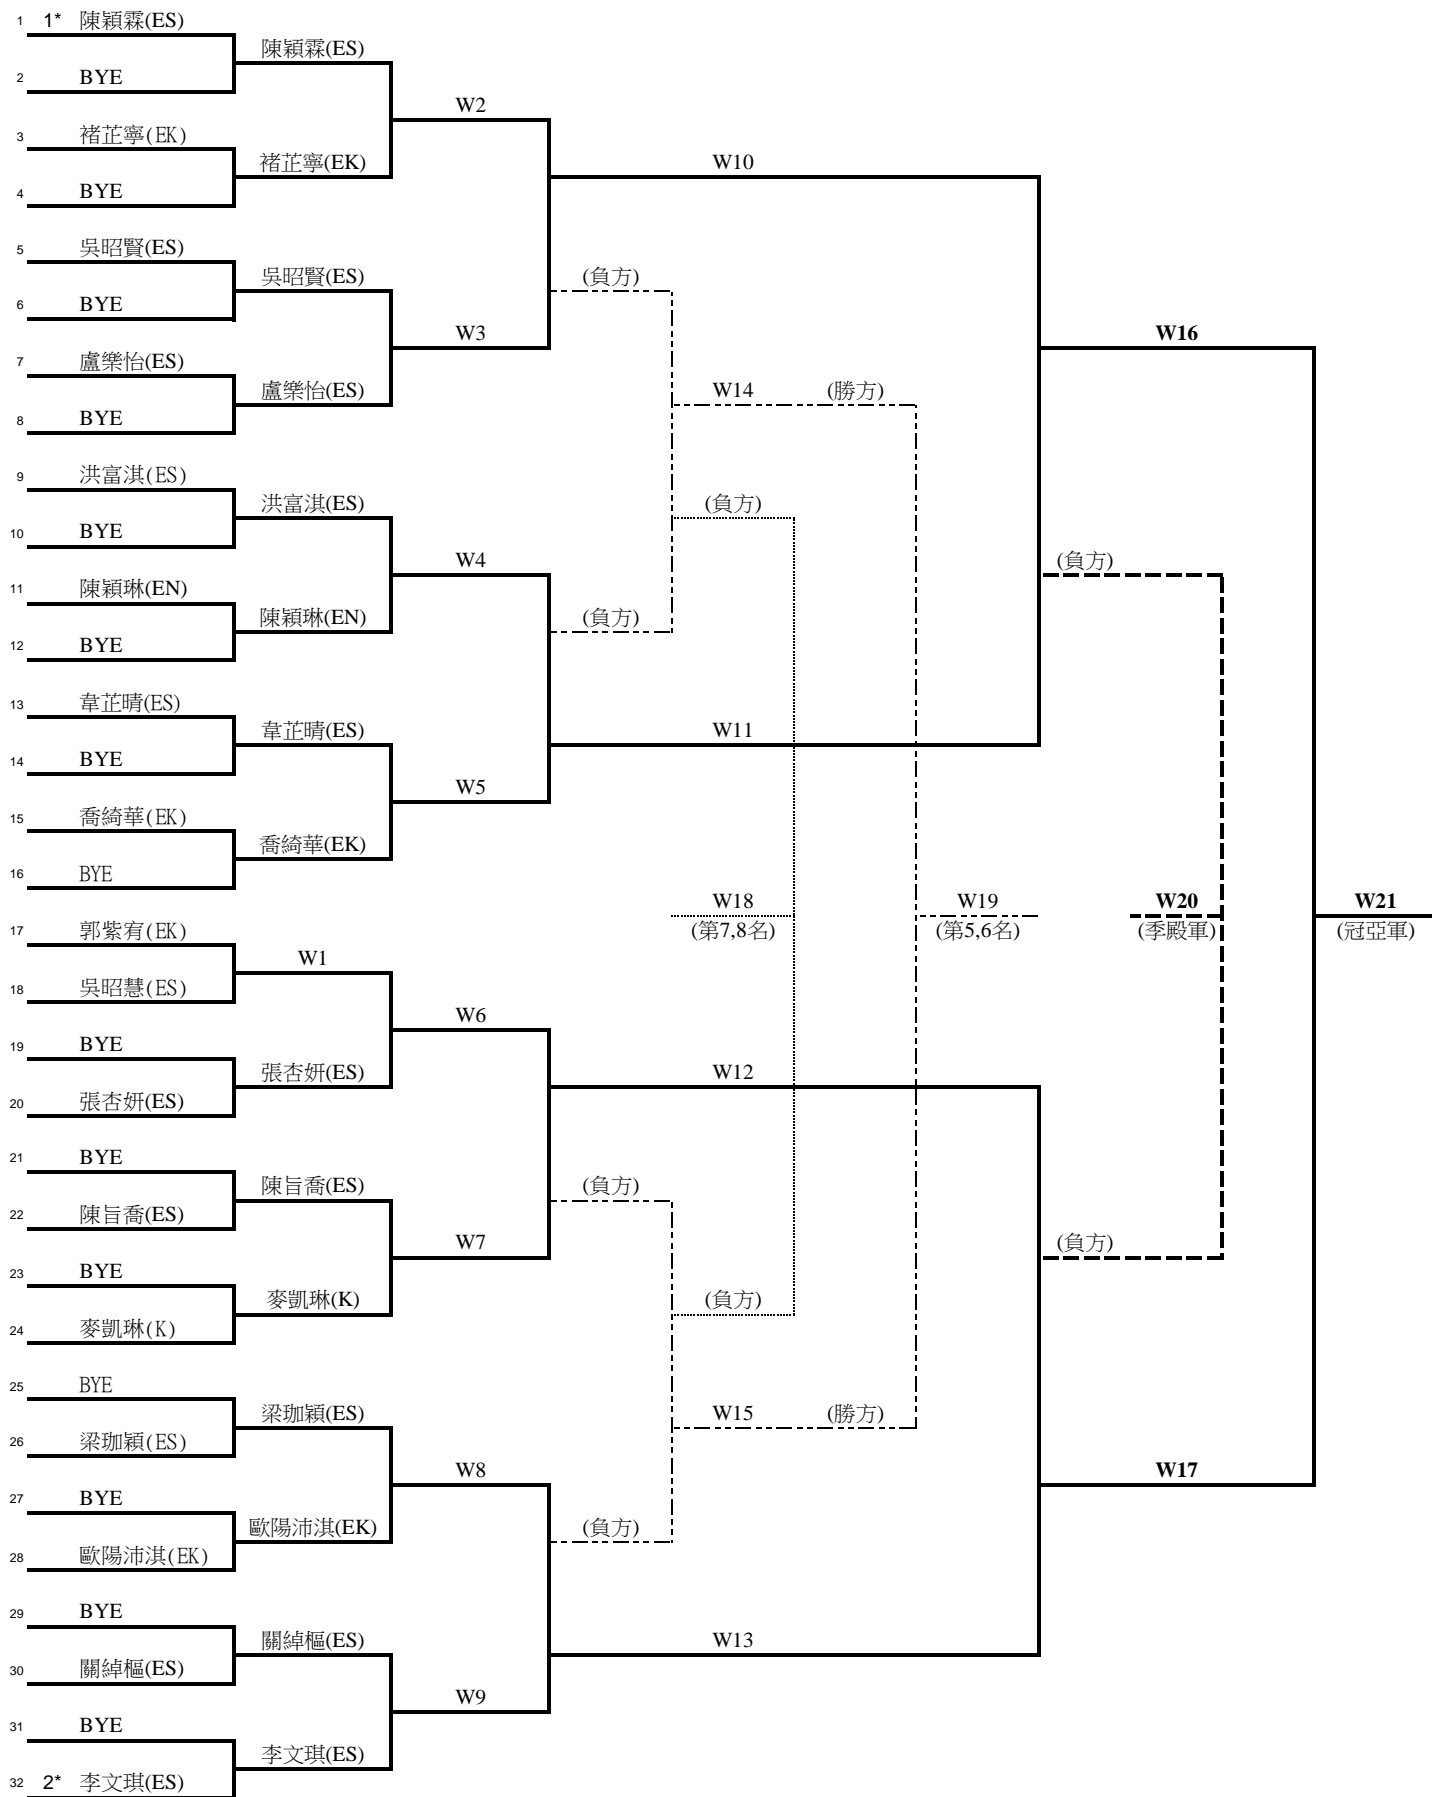 1 1* 陳穎霖(ES)
陳穎霖(ES)
2 BYE
W2
3 褚芷寧(EK)
褚芷寧(EK)
W10
4 BYE
5 吳昭賢(ES)
吳昭賢(ES)
(負方)
6 BYE
W3
W16
7 盧樂怡(ES)
盧樂怡(ES)
W14 (勝方)
8 BYE
9 洪富淇(ES)
洪富淇(ES)
(負方)
10 BYE
W4
(負方)
11 陳穎琳(EN)
陳穎琳(EN)
(負方)
12 BYE
13 韋芷晴(ES)
韋芷晴(ES)
W11
14 BYE
W5
15 喬綺華(EK)
喬綺華(EK)
16 BYE
W18 W19 W20 W21
(第7,8名) (第5,6名) (季殿軍) (冠亞軍)
17 郭紫宥(EK)
W1
18 吳昭慧(ES)
W6
19 BYE
張杏妍(ES)
W12
20 張杏妍(ES)
21 BYE
陳旨喬(ES)
(負方)
22 陳旨喬(ES)
W7
(負方)
23 BYE
麥凱琳(K)
(負方)
24 麥凱琳(K)
25 BYE
梁珈穎(ES)
W15 (勝方)
26 梁珈穎(ES)
W8
W17
27 BYE
歐陽沛淇(EK)
(負方)
28 歐陽沛淇(EK)
29 BYE
關綽樞(ES)
W13
30 關綽樞(ES)
W9
31 BYE
李文琪(ES)
32 2* 李文琪(ES)